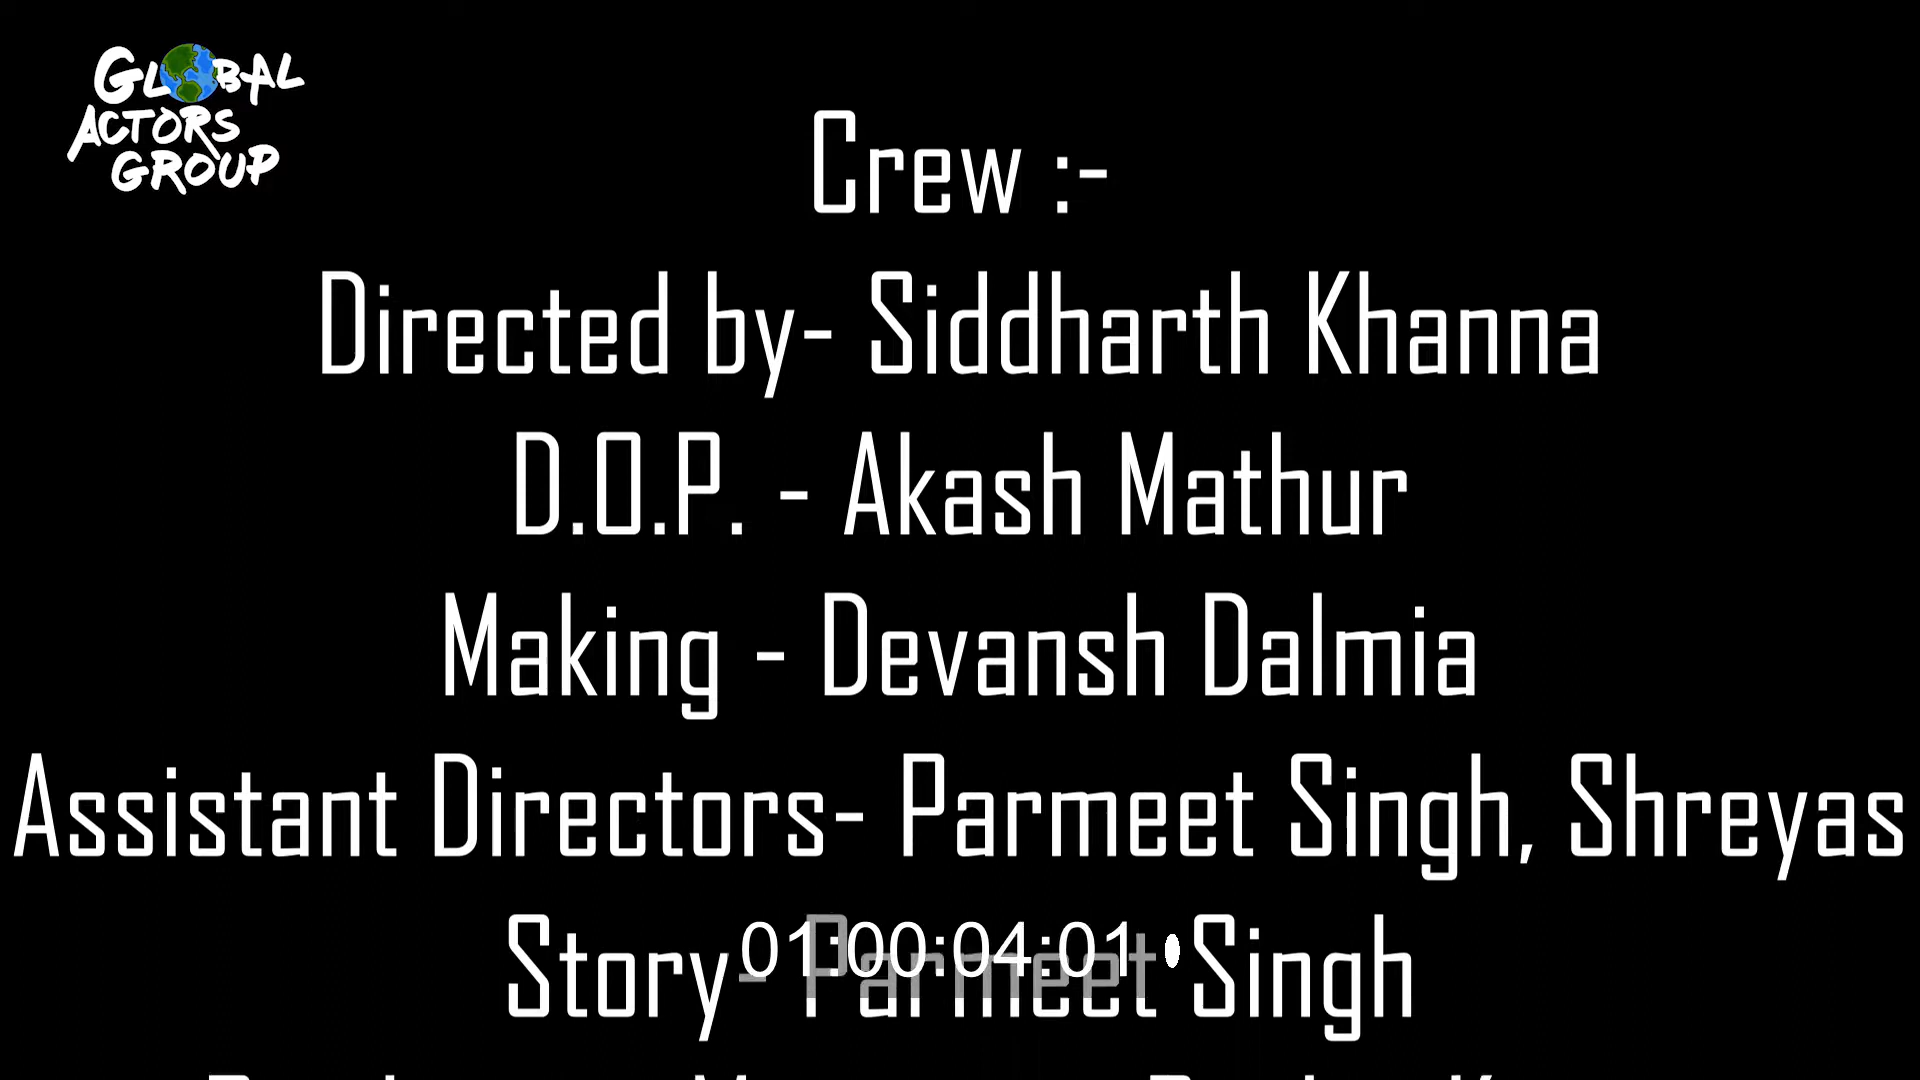 GLOBAL
ACTORS
GROUP
Crew :-
Directed by- Siddharth Khanna
D.O.P. - Akash Mathur
Making - Devansh Dalmia
Assistant Directors- Parmeet Singh, Shreyas
Story- Parmeet Singh
01:00:04:01